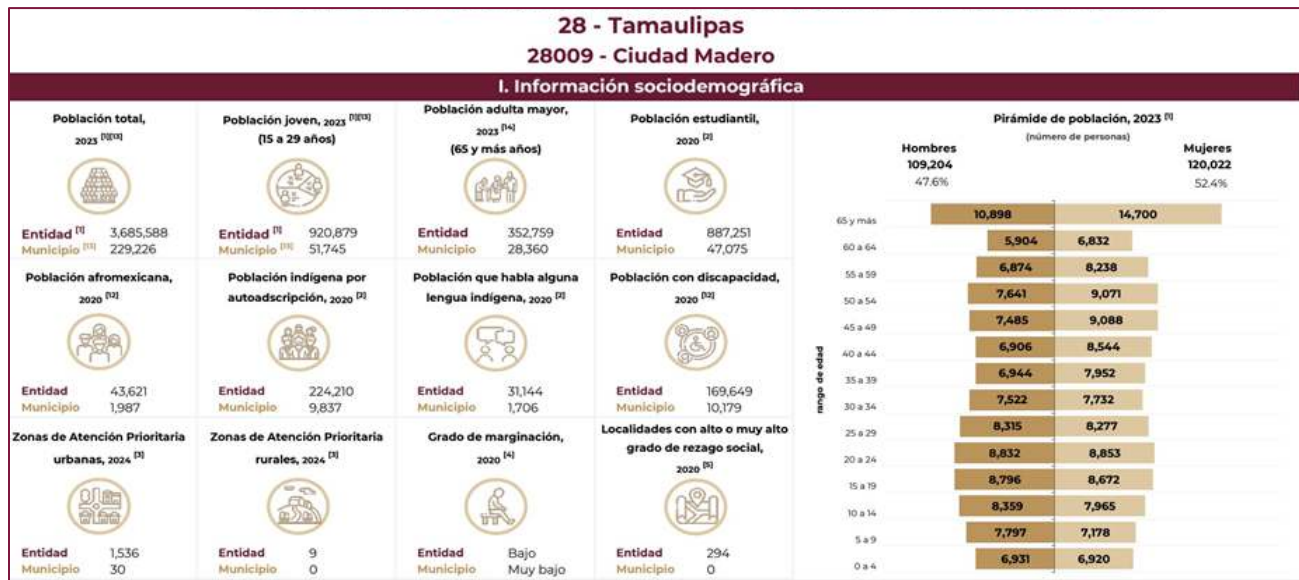 28 - Tamaulipas
28009 - Ciudad Madero
I. Información sociodemográfica
Población total,
2023 [1][13]
Entidad [1] 3,685,588
Municipio [13] 229,226
Población joven, 2023 [1][13]
(15 a 29 años)
Entidad [1] 920,879
Municipio [13] 51,745
Población adulta mayor,
2023 [14]
(65 y más años)
Entidad 352,759
Municipio 28,360
Población estudiantil,
2020 [2]
Entidad 887,251
Municipio 47,075
Población afromexicana,
2020 [12]
Entidad 43,621
Municipio 1,987
Población indígena por
autoadscripción, 2020 [2]
Entidad 224,210
Municipio 9,837
Población que habla alguna
lengua indígena, 2020 [2]
Entidad 31,144
Municipio 1,706
Población con discapacidad,
2020 [12]
Entidad 169,649
Municipio 10,179
Zonas de Atención Prioritaria
urbanas, 2024 [3]
Entidad 1,536
Municipio 30
Zonas de Atención Prioritaria
rurales, 2024 [3]
Entidad 9
Municipio 0
Grado de marginación,
2020 [4]
Entidad Bajo
Municipio Muy bajo
Localidades con alto o muy alto
grado de rezago social,
2020 [5]
Entidad 294
Municipio 0
Pirámide de población, 2023 [1]
(número de personas)
Hombres
109,204
47.6%
Mujeres
120,022
52.4%
rango de
65 y más 10,898 14,700
60 a 64 5,904 6,832
55 a 59 6,874 8,238
50 a 54 7,641 9,071
45 a 49 7,485 9,088
40 a 44 6,906 8,544
35 a 39 6,944 7,952
30 a 34 7,522 7,732
25 a 29 8,315 8,277
20 a 24 8,832 8,853
15 a 19 8,796 8,672
10 a 14 8,359 7,965
5 a 9 7,797 7,178
0 a 4 6,931 6,920